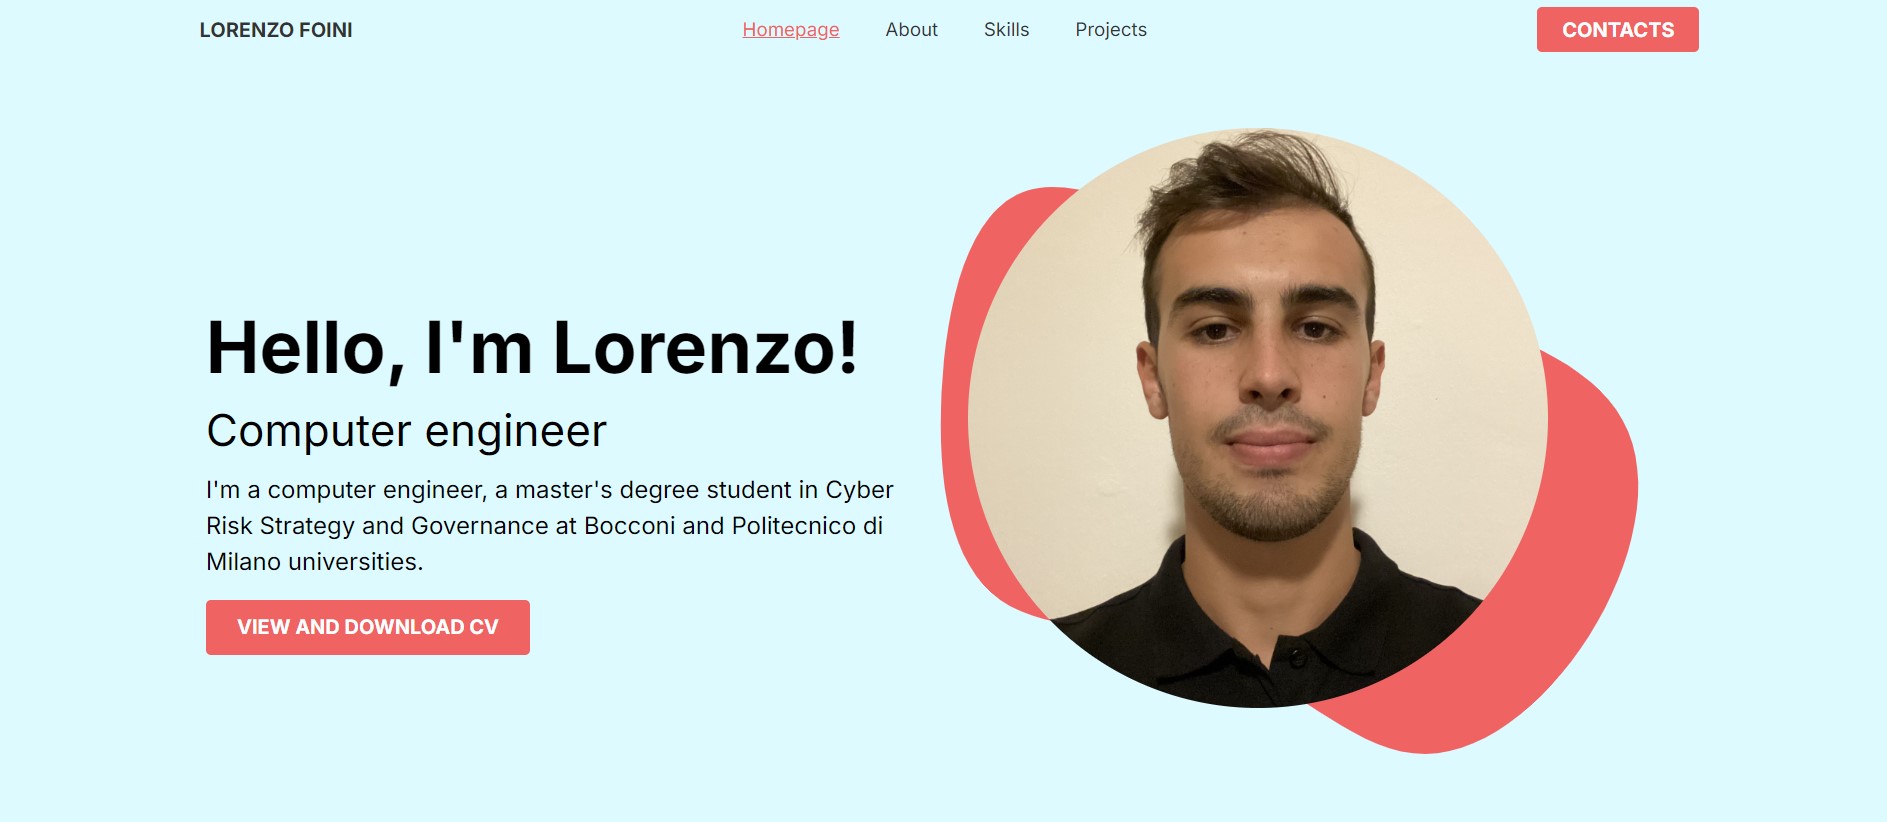 LORENZO FOINI
Homepage
About
Skills
Projects
CONTACTS
Hello, I'm Lorenzo!
Computer engineer
I'm a computer engineer, a master's degree student in Cyber
Risk Strategy and Governance at Bocconi and Politecnico di
Milano universities.
VIEW AND DOWNLOAD CV